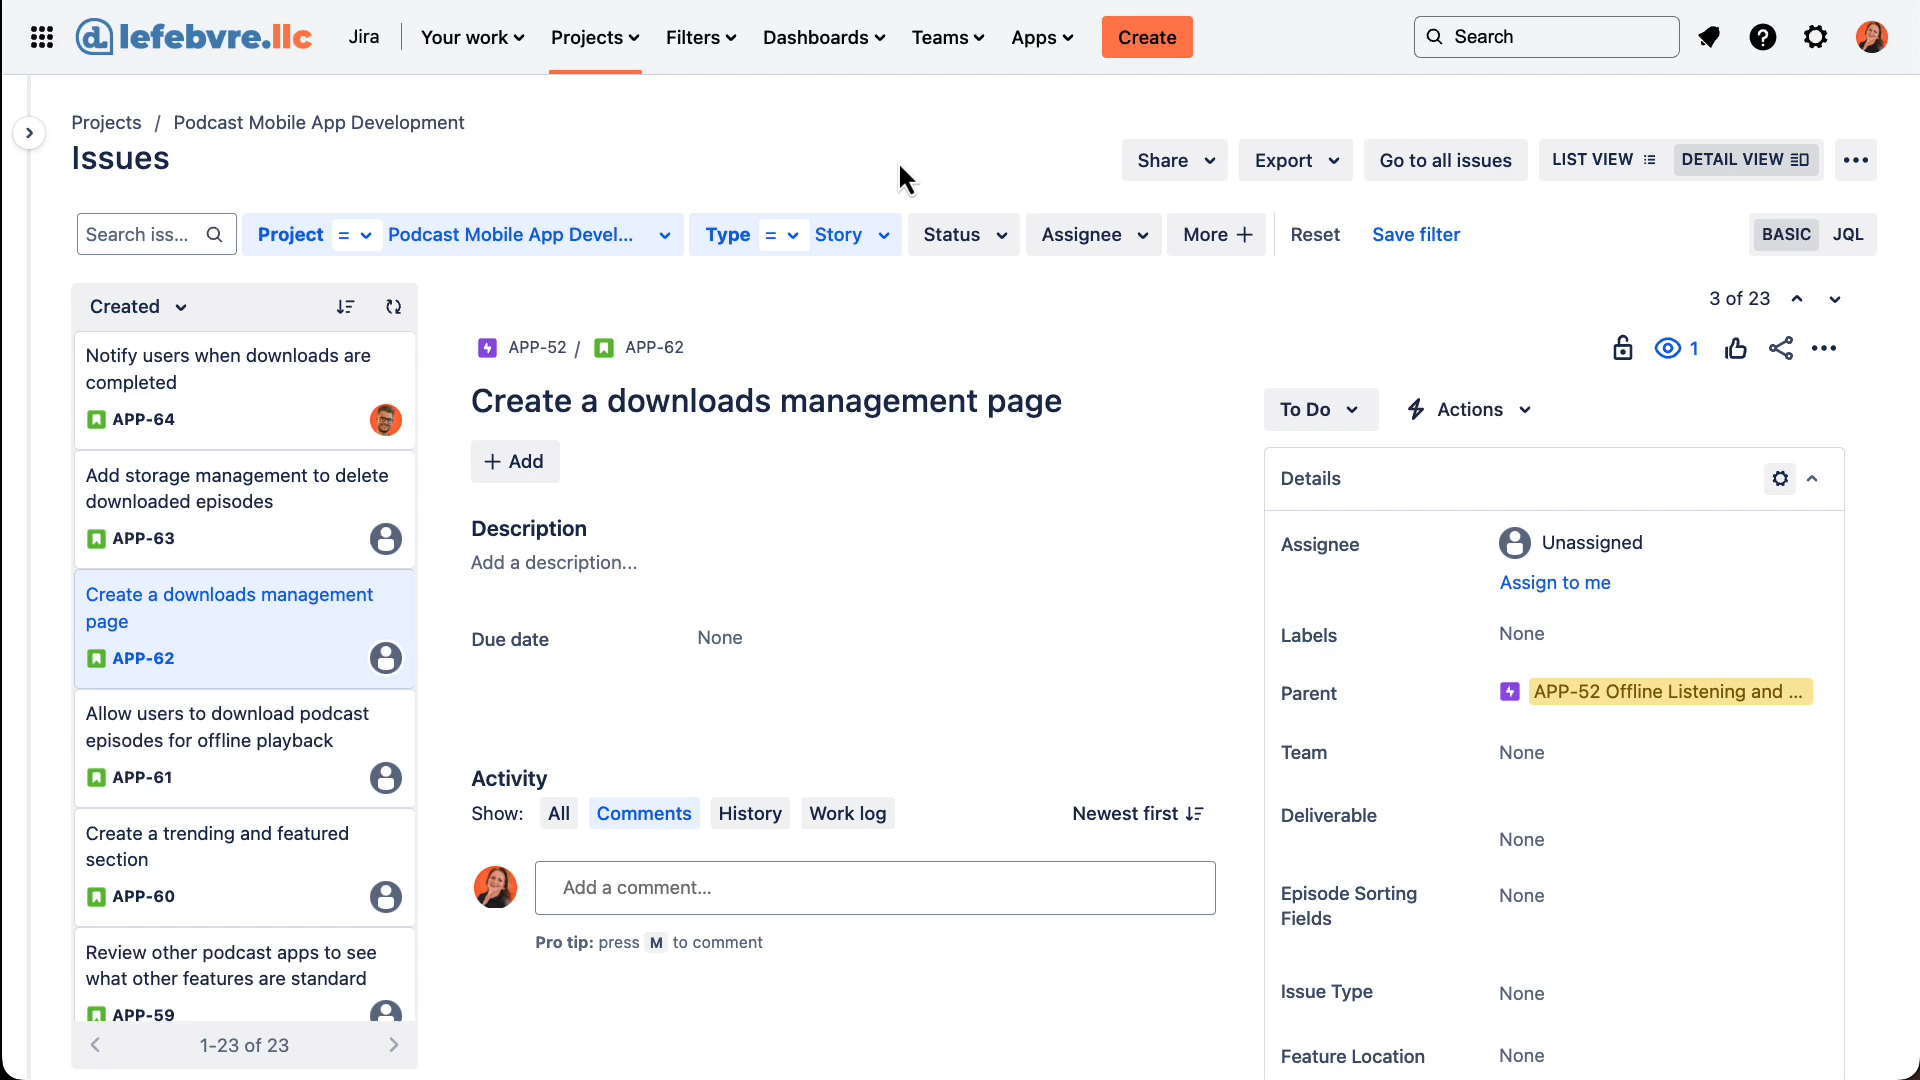 lefebvre.llc
Jira
Your work
Projects
Filters
Dashboards
Teams
Apps
Create
Search
Projects / Podcast Mobile App Development
Issues
Share
Export
Go to all issues
LIST VIEW
DETAIL VIEW
Search iss...
Project = Podcast Mobile App Devel...
Type = Story
Status
Assignee
More
Reset
Save filter
BASIC
JQL
Created
Notify users when downloads are
completed
APP-64
Add storage management to delete
downloaded episodes
APP-63
Create a downloads management
page
APP-62
Allow users to download podcast
episodes for offline playback
APP-61
Create a trending and featured
section
APP-60
Review other podcast apps to see
what other features are standard
APP-59
1-23 of 23
3 of 23
APP-52 / APP-62
1
Create a downloads management page
Add
Description
Add a description...
Due date None
Activity
Show: All Comments History Work log
Newest first
Add a comment...
Pro tip: press M to comment
To Do
Actions
Details
Assignee Unassigned
Assign to me
Labels None
Parent APP-52 Offline Listening and ...
Team None
Deliverable
None
Episode Sorting None
Fields
Issue Type None
Feature Location None